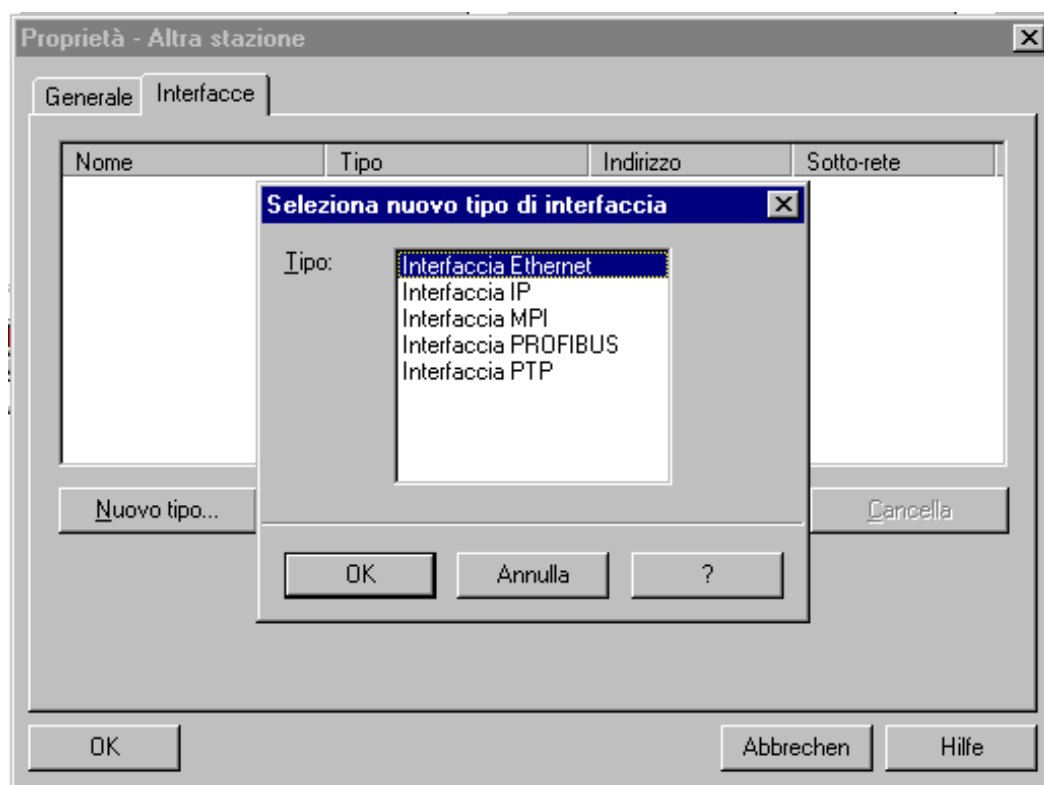 Proprietà - Altra stazione
Generale Interfacce
Nome Tipo Indirizzo Sotto-rete
Seleziona nuovo tipo di interfaccia
Tipo:
Interfaccia Ethernet
Interfaccia IP
Interfaccia MPI
Interfaccia PROFIBUS
Interfaccia PTP
Nuovo tipo... Cancella
OK Annulla ?
OK Abbrechen Hilfe